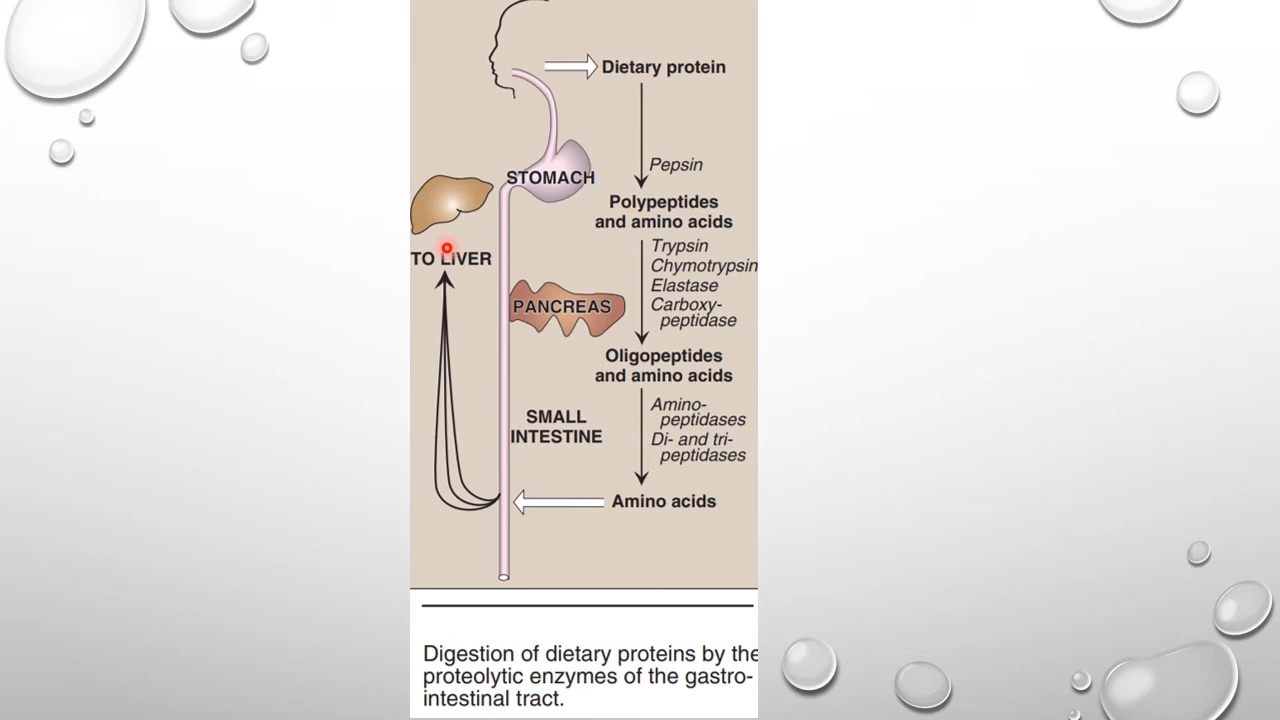 Dietary protein
Pepsin
STOMACH
Polypeptides
and amino acids
TO LIVER
Trypsin
Chymotrypsin
Elastase
Carboxy-
peptidase
PANCREAS
Oligopeptides
and amino acids
SMALL
INTESTINE
Amino-
peptidases
Di- and tri-
peptidases
Amino acids
Digestion of dietary proteins by the
proteolytic enzymes of the gastro-
intestinal tract.